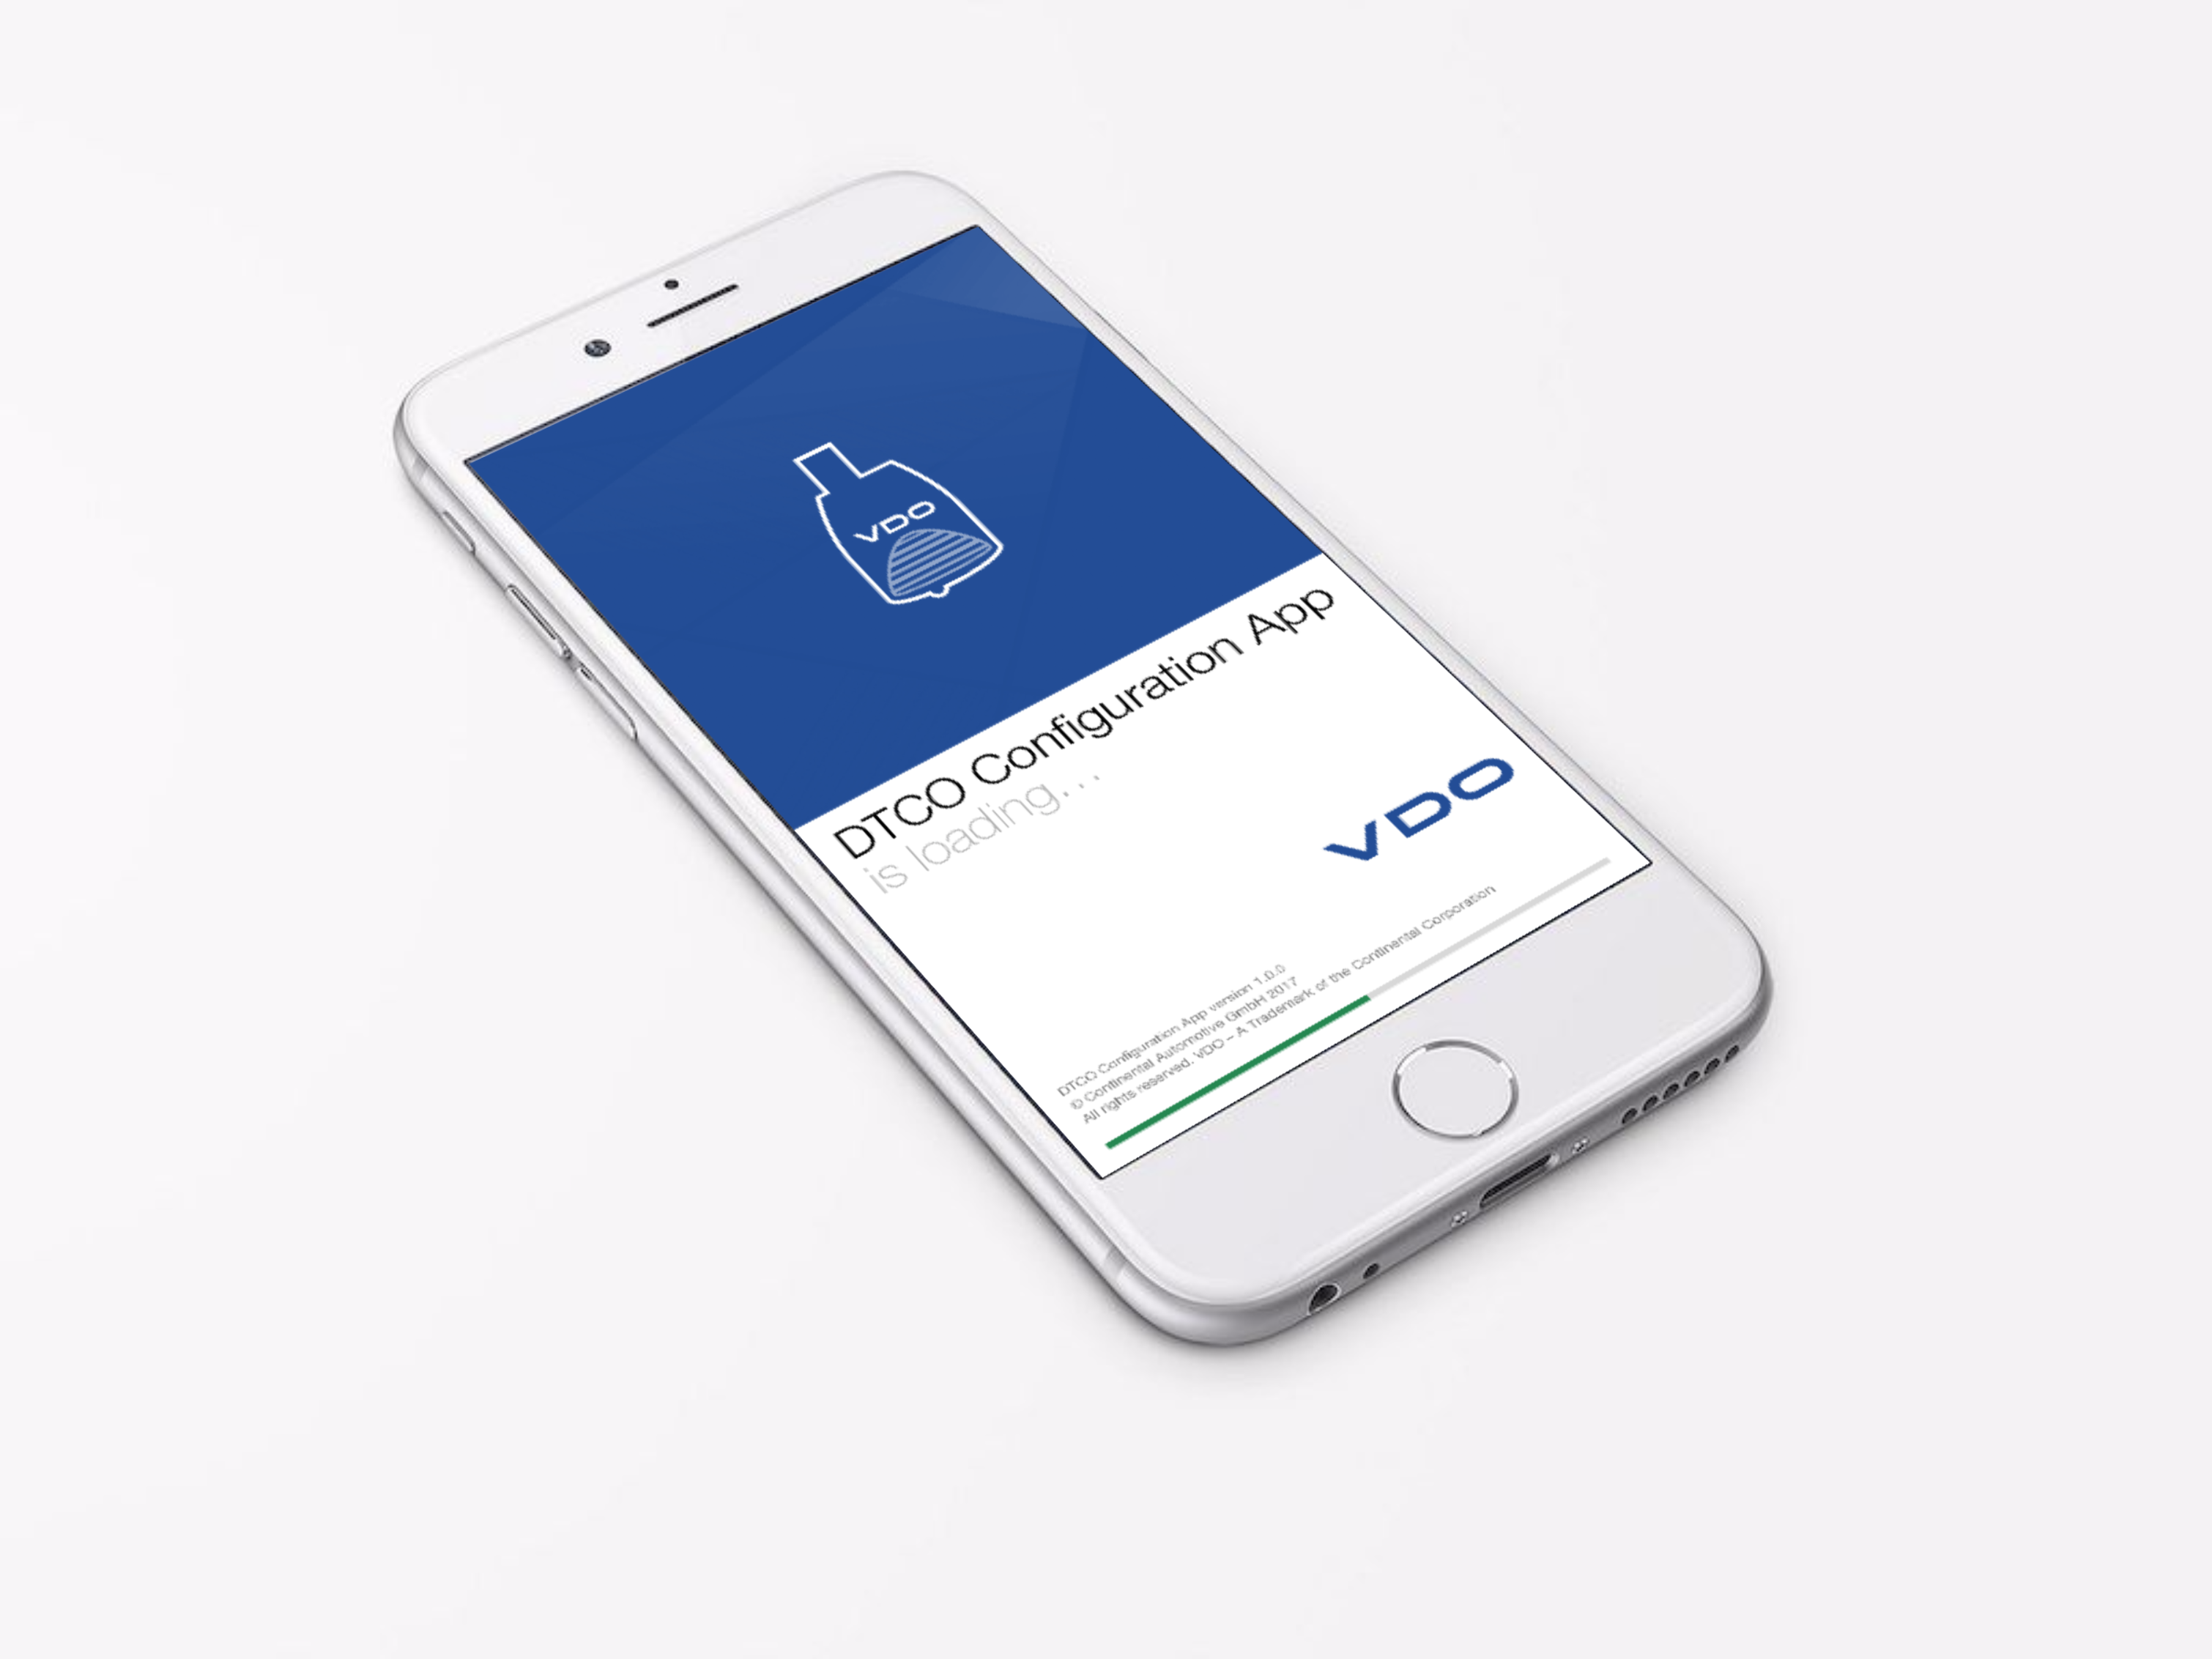 VDO
DTCO Configuration App
is loading...
VDO
DTCO Configuration App version 1.0.0
© Continental Automotive GmbH 2017
All rights reserved. VDO – A Trademark of the Continental Corporation